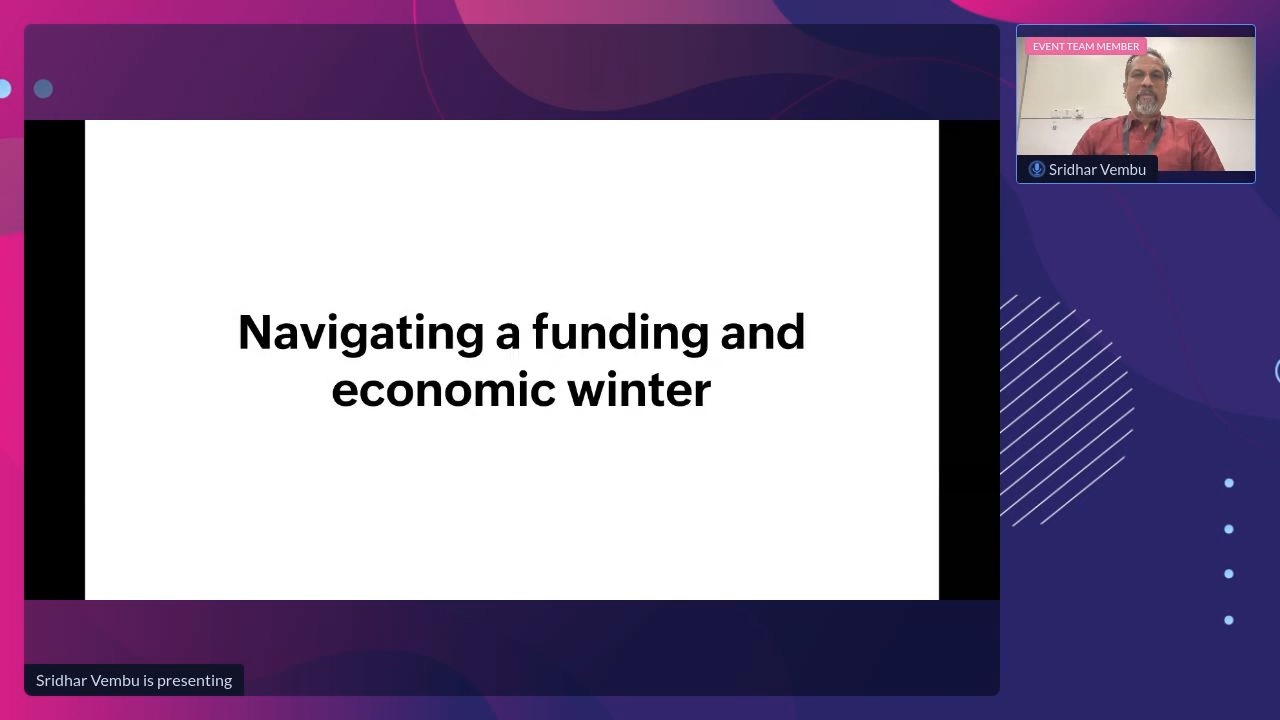 EVENT TEAM MEMBER
Sridhar Vembu
Navigating a funding and
economic winter
Sridhar Vembu is presenting